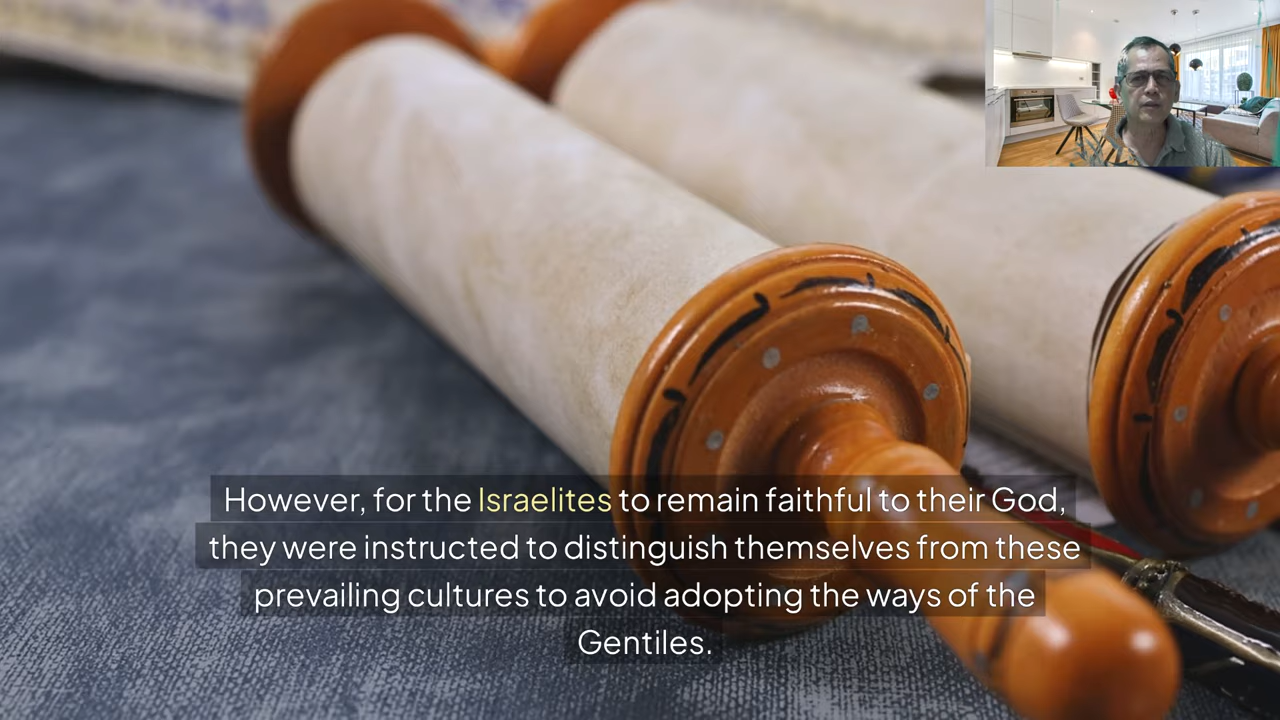 However, for the Israelites to remain faithful to their God,
they were instructed to distinguish themselves from these
prevailing cultures to avoid adopting the ways of the
Gentiles.